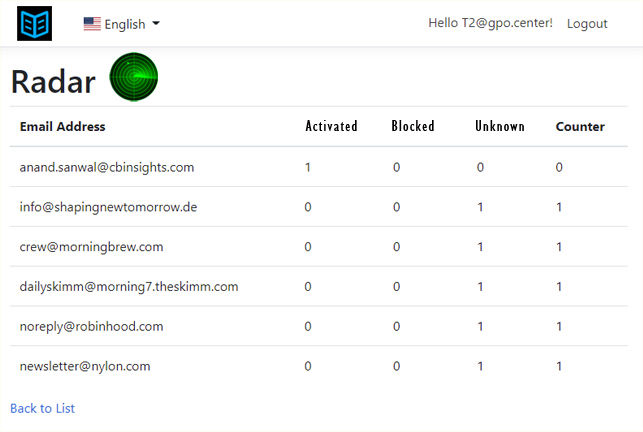 English
Hello T2@gpo.center! Logout
Radar
Email Address Activated Blocked Unknown Counter
anand.sanwal@cbinsights.com 1 0 0 0
info@shapingnewtomorrow.de 0 0 1 1
crew@morningbrew.com 0 0 1 1
dailyskimm@morning7.theskimm.com 0 0 1 1
noreply@robinhood.com 0 0 1 1
newsletter@nylon.com 0 0 1 1
Back to List